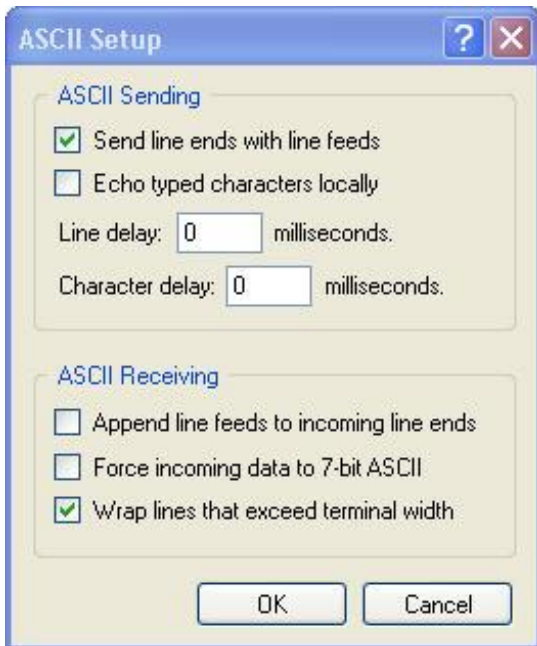 ASCII Setup
ASCII Sending
Send line ends with line feeds
Echo typed characters locally
Line delay: 0 milliseconds.
Character delay: 0 milliseconds.
ASCII Receiving
Append line feeds to incoming line ends
Force incoming data to 7-bit ASCII
Wrap lines that exceed terminal width
OK Cancel